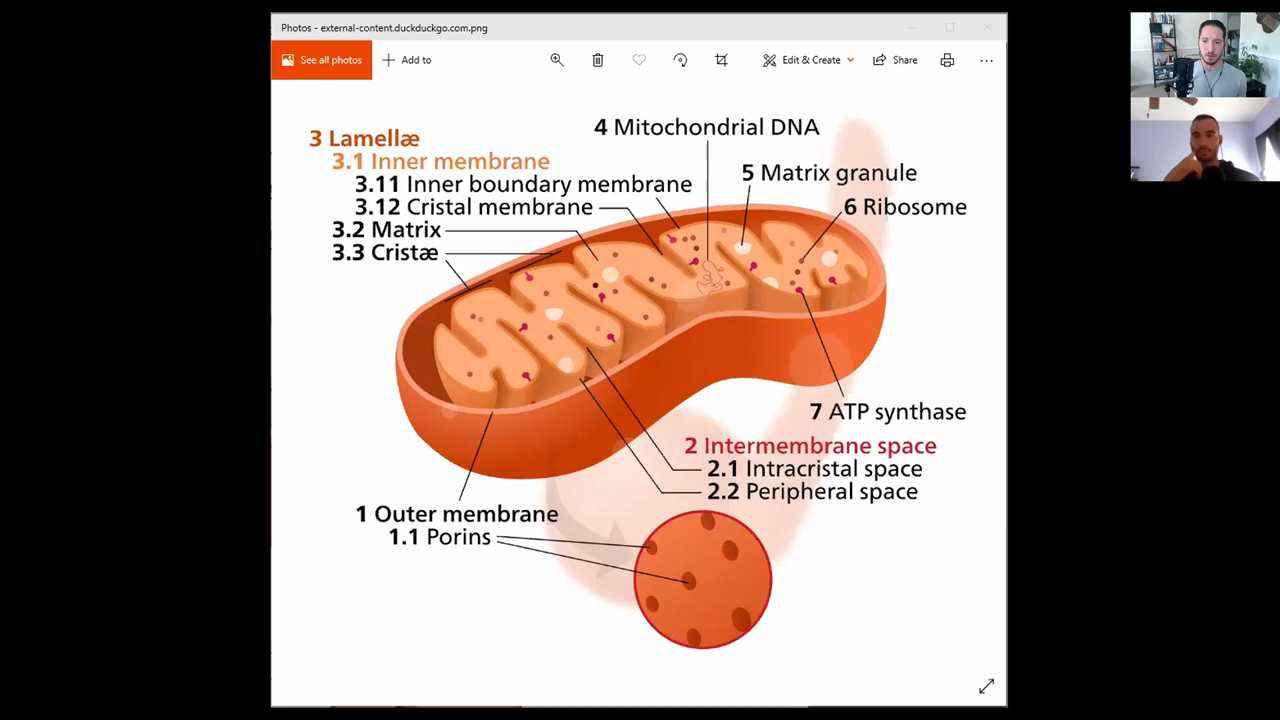 Photos - external-content.duckduckgo.com.png
See all photos
Add to
Edit & Create
Share
4 Mitochondrial DNA
3 Lamellæ
3.1 Inner membrane
3.11 Inner boundary membrane
3.12 Cristal membrane
3.2 Matrix
3.3 Cristæ
5 Matrix granule
6 Ribosome
7 ATP synthase
2 Intermembrane space
2.1 Intracristal space
2.2 Peripheral space
1 Outer membrane
1.1 Porins